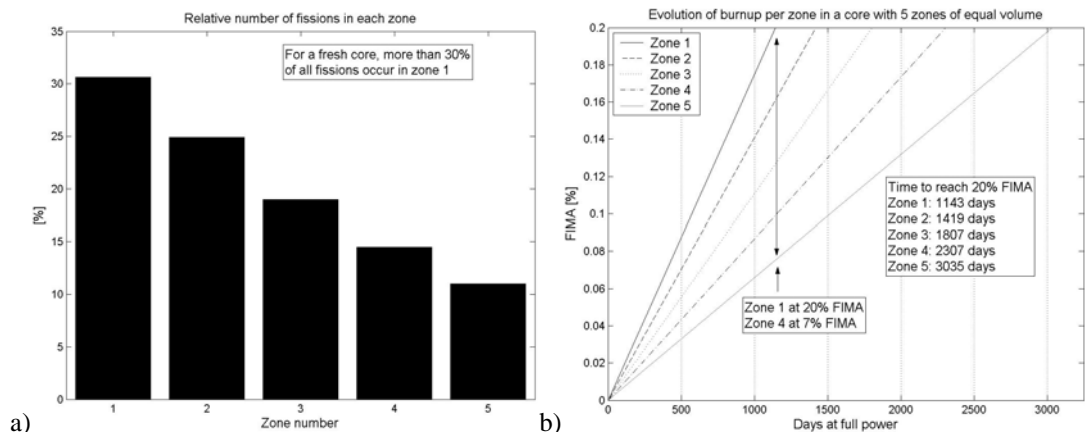 Relative number of fissions in each zone
35
30
25
20
15
10
5
0
[%]
For a fresh core, more than 30%
of all fissions occur in zone 1
1 2 3 4 5
Zone number
a)
Evolution of burnup per zone in a core with 5 zones of equal volume
0.2
0.18
0.16
0.14
0.12
0.1
0.08
0.06
0.04
0.02
0
FIMA [%]
Zone 1
Zone 2
Zone 3
Zone 4
Zone 5
Time to reach 20% FIMA
Zone 1: 1143 days
Zone 2: 1419 days
Zone 3: 1807 days
Zone 4: 2307 days
Zone 5: 3035 days
Zone 1 at 20% FIMA
Zone 4 at 7% FIMA
0 500 1000 1500 2000 2500 3000
Days at full power
b)